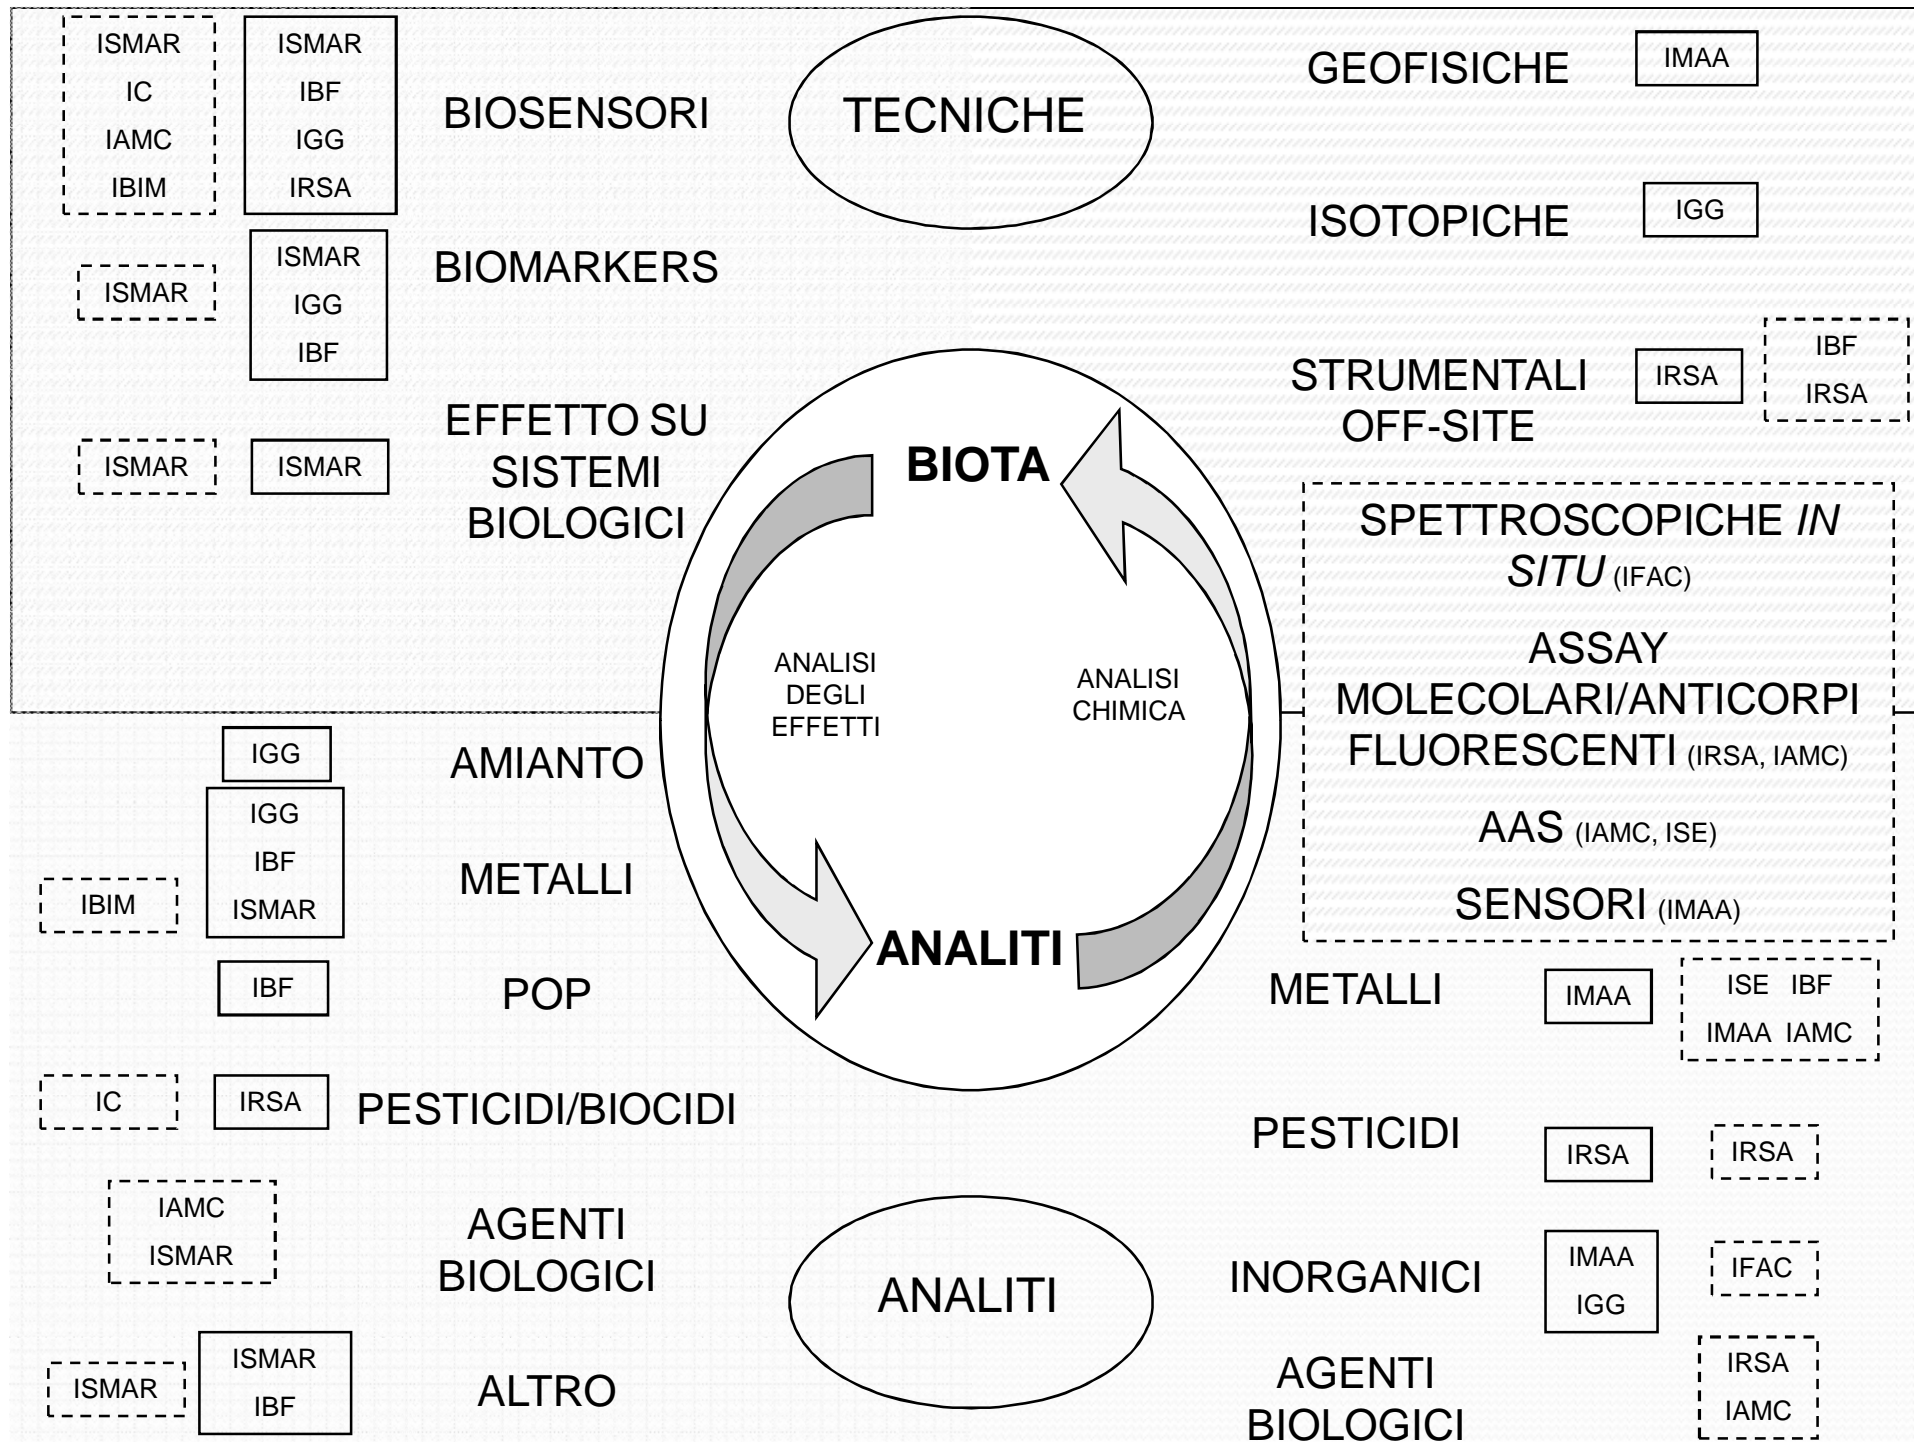 ISMAR
IC
IAMC
IBIM
ISMAR
IBF
IGG
IRSA
BIOSENSORI
ISMAR
ISMAR
IGG
IBF
BIOMARKERS
ISMAR
ISMAR
EFFETTO SU
SISTEMI
BIOLOGICI
TECNICHE
GEOFISICHE
IMAA
ISOTOPICHE
IGG
STRUMENTALI
OFF-SITE
IRSA
IBF
IRSA
SPETTROSCOPICHE IN
SITU (IFAC)
ASSAY
MOLECOLARI/ANTICORPI
FLUORESCENTI (IRSA, IAMC)
AAS (IAMC, ISE)
SENSORI (IMAA)
BIOTA
ANALISI
DEGLI
EFFETTI
ANALISI
CHIMICA
ANALITI
IGG
AMIANTO
IBIM
IGG
IBF
ISMAR
METALLI
IBF
POP
IC
IRSA
PESTICIDI/BIOCIDI
IAMC
ISMAR
AGENTI
BIOLOGICI
ISMAR
ISMAR
IBF
ALTRO
ANALITI
METALLI
IMAA
ISE IBF
IMAA IAMC
PESTICIDI
IRSA
IRSA
INORGANICI
IMAA
IGG
IFAC
AGENTI
BIOLOGICI
IRSA
IAMC